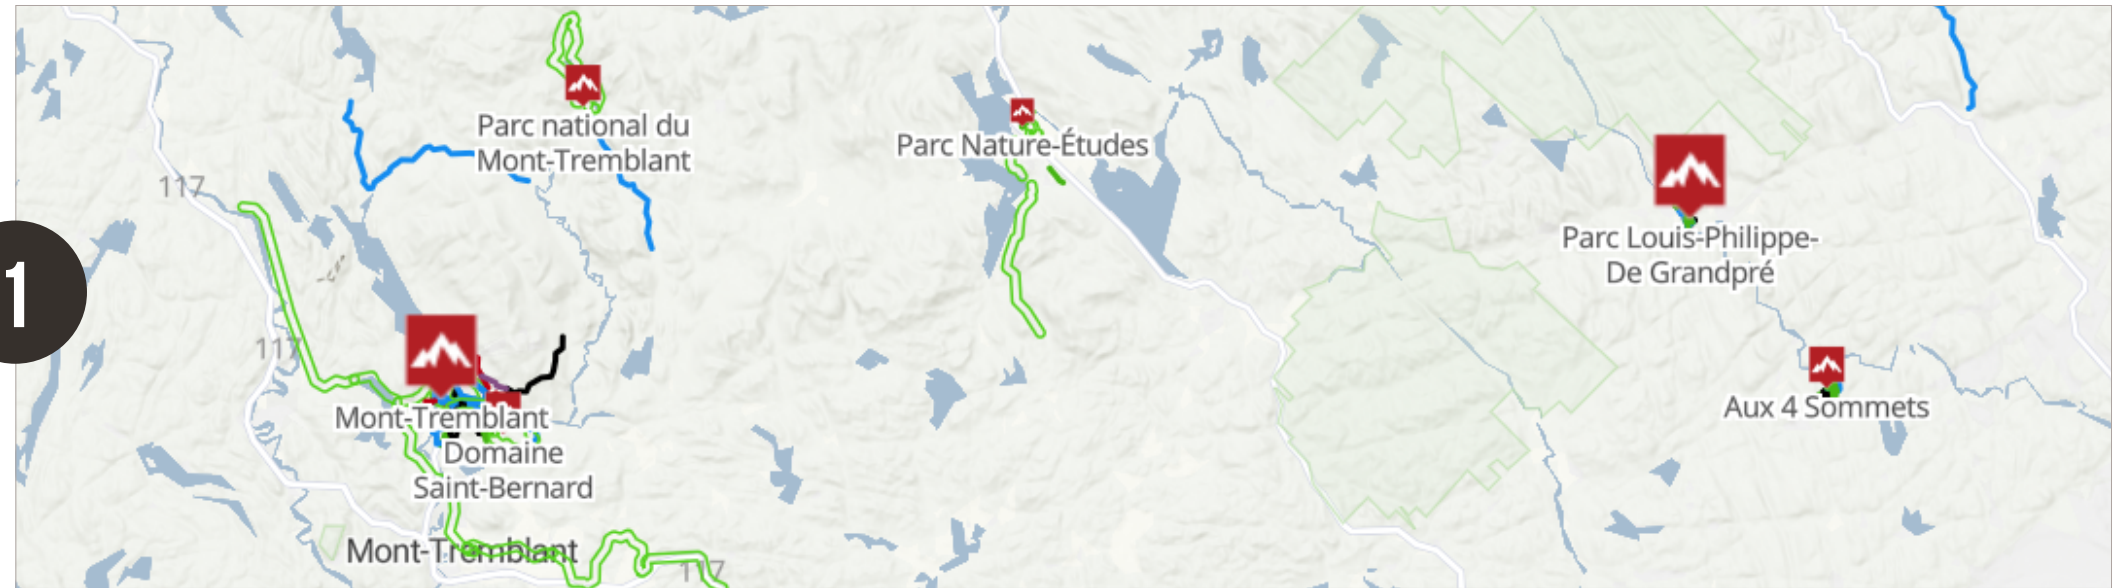 1
117
117
Parc national du
Mont-Tremblant
Parc Nature-Études
Parc Louis-Philippe-
De Grandpré
Mont-Tremblant
Domaine
Saint-Bernard
Aux 4 Sommets
Mont-Tremblant
117